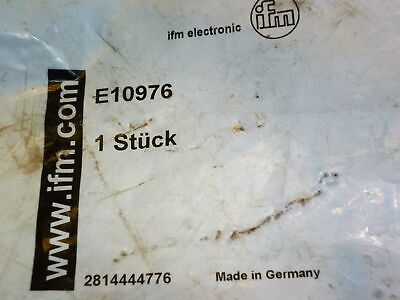 ifm electronic
ifm
www.ifm.com
E10976
1 Stück
2814444776
Made in Germany